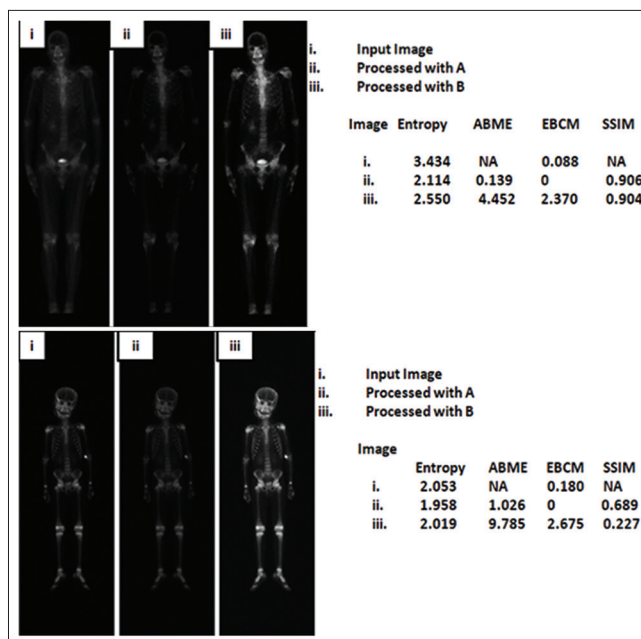 i ii iii
i. Input Image
ii. Processed with A
iii. Processed with B
Image Entropy ABME EBCM SSIM
i. 3.434 NA 0.088 NA
ii. 2.114 0.139 0 0.906
iii. 2.550 4.452 2.370 0.904
i ii iii
i. Input Image
ii. Processed with A
iii. Processed with B
Image
Entropy ABME EBCM SSIM
i. 2.053 NA 0.180 NA
ii. 1.958 1.026 0 0.689
iii. 2.019 9.785 2.675 0.227